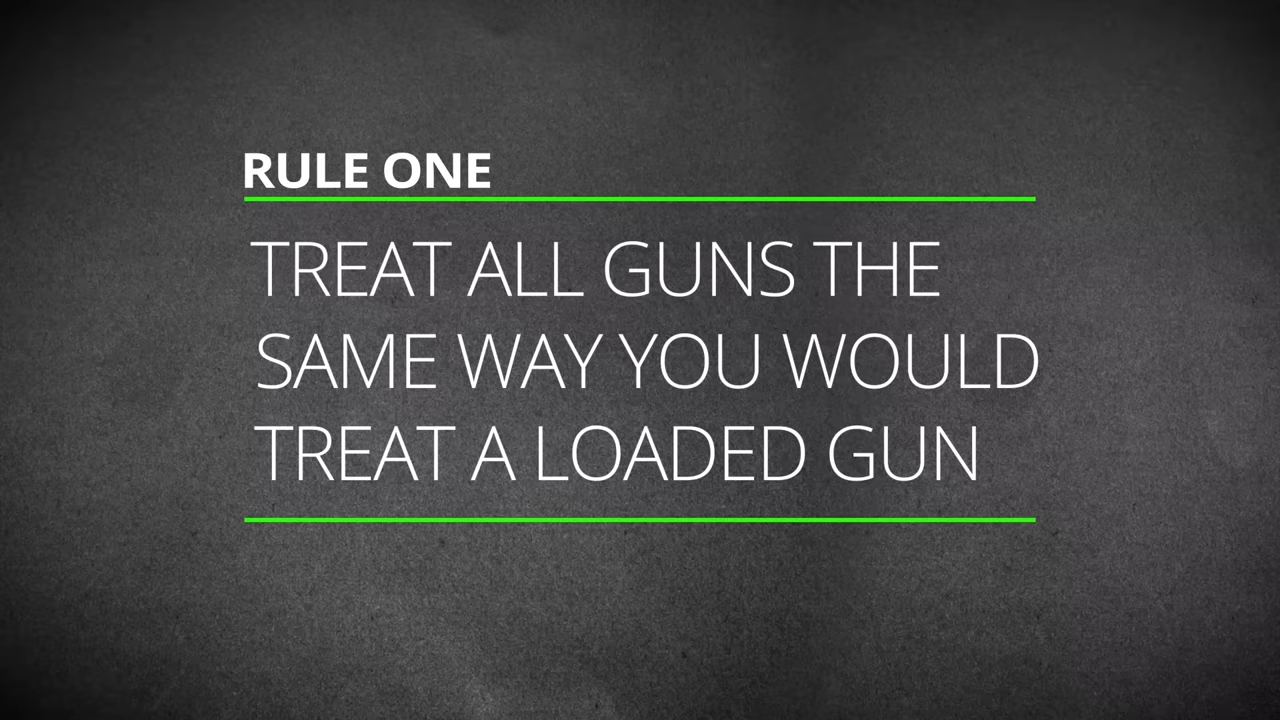 RULE ONE
TREAT ALL GUNS THE
SAME WAY YOU WOULD
TREAT A LOADED GUN